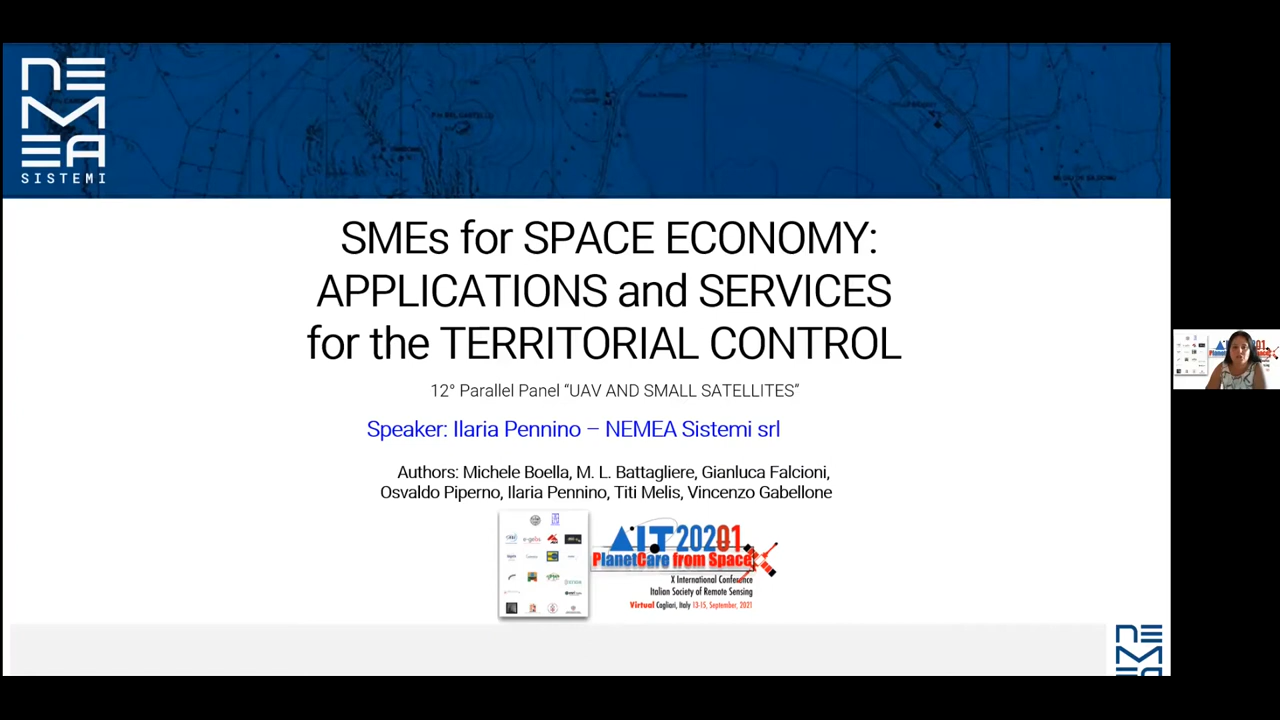 NE
M
EA
SISTEMI
SMEs for SPACE ECONOMY:
APPLICATIONS and SERVICES
for the TERRITORIAL CONTROL
12° Parallel Panel “UAV AND SMALL SATELLITES”
Speaker: Ilaria Pennino – NEMEA Sistemi srl
Authors: Michele Boella, M. L. Battagliere, Gianluca Falcioni,
Osvaldo Piperno, Ilaria Pennino, Titi Melis, Vincenzo Gabellone
AIT 20201
PlanetCare from Space
X International Conference
Italian Society of Remote Sensing
Virtual Cagliari, Italy 13-15, September, 2021
NE
M